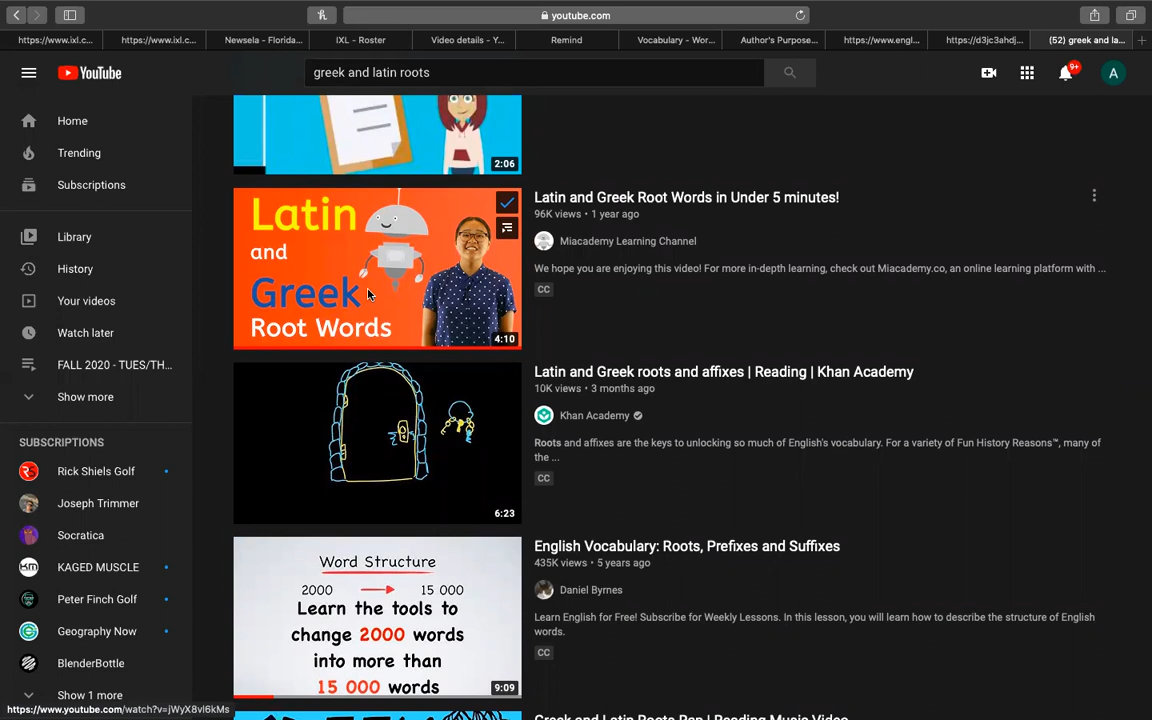 youtube.com
https://www.ixl.c... https://www.ixl.c... Newsela - Florida... IXL - Roster Video details - Y... Remind Vocabulary - Wor... Author's Purpose... https://www.engl... https://d3jc3ahdj... (52) greek and la...
YouTube
greek and latin roots
9+
A
Home
Trending
Subscriptions
Library
History
Your videos
Watch later
FALL 2020 - TUES/TH...
Show more
SUBSCRIPTIONS
Rick Shiels Golf
Joseph Trimmer
Socratica
KM
KAGED MUSCLE
Peter Finch Golf
Geography Now
BlenderBottle
Show 1 more
https://www.youtube.com/watch?v=jWyX8vl6kMs
2:06
Latin
and
Greek
Root Words
4:10
Latin and Greek Root Words in Under 5 minutes!
96K views • 1 year ago
Miacademy Learning Channel
We hope you are enjoying this video! For more in-depth learning, check out Miacademy.co, an online learning platform with ...
CC
6:23
Latin and Greek roots and affixes | Reading | Khan Academy
10K views • 3 months ago
Khan Academy
Roots and affixes are the keys to unlocking so much of English's vocabulary. For a variety of Fun History Reasons™, many of
the ...
CC
Word Structure
2000 → 15 000
Learn the tools to
change 2000 words
into more than
15 000 words
9:09
English Vocabulary: Roots, Prefixes and Suffixes
435K views • 5 years ago
Daniel Byrnes
Learn English for Free! Subscribe for Weekly Lessons. In this lesson, you will learn how to describe the structure of English
words.
CC
Greek and Latin Roots Rap | Reading Music Video